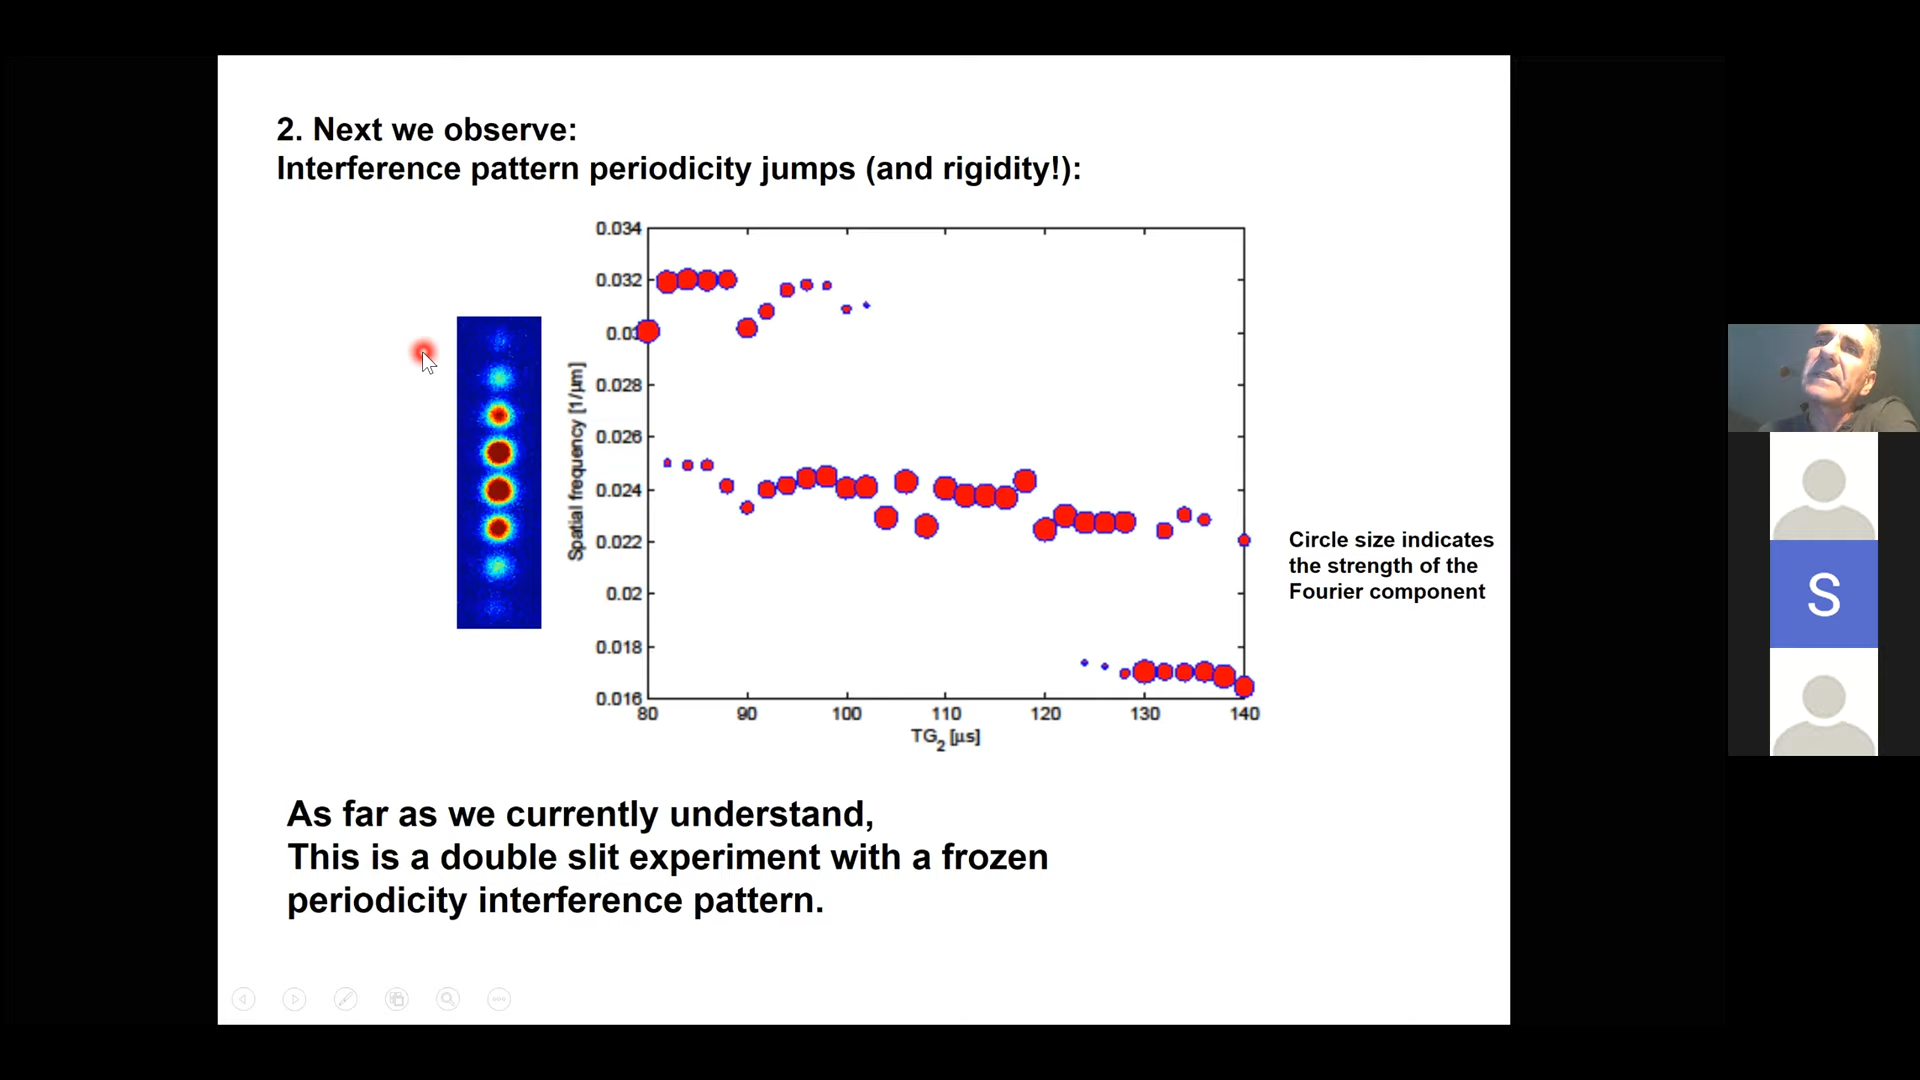 2. Next we observe:
Interference pattern periodicity jumps (and rigidity!):
0.034
0.032
0.03
0.028
0.026
0.024
0.022
0.02
0.018
0.016
Spatial frequency [1/µm]
80 90 100 110 120 130 140
TG2 [µs]
Circle size indicates
the strength of the
Fourier component
As far as we currently understand,
This is a double slit experiment with a frozen
periodicity interference pattern.
S